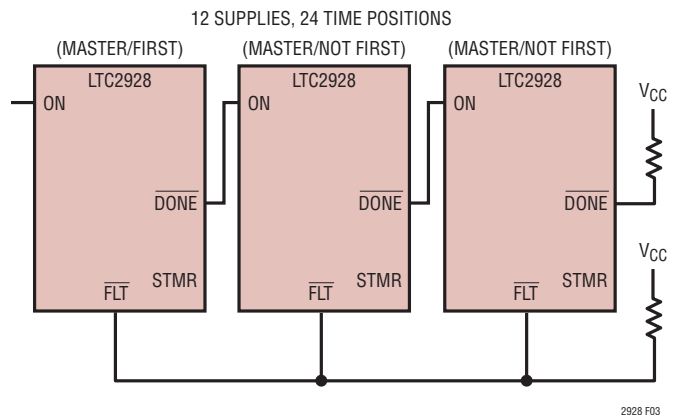 12 SUPPLIES, 24 TIME POSITIONS
(MASTER/FIRST) (MASTER/NOT FIRST) (MASTER/NOT FIRST)
LTC2928 LTC2928 LTC2928
ON ON ON
VCC
DONE DONE DONE
VCC
STMR STMR STMR
FLT FLT FLT
2928 F03